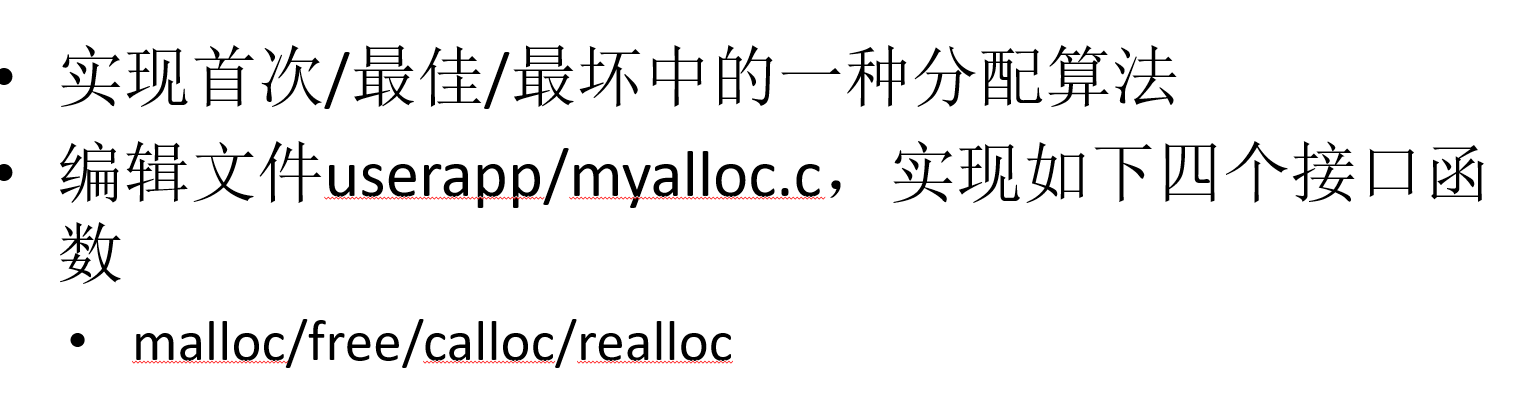 • 实现首次/最佳/最坏中的一种分配算法
• 编辑文件userapp/myalloc.c，实现如下四个接口函
数
• malloc/free/calloc/realloc